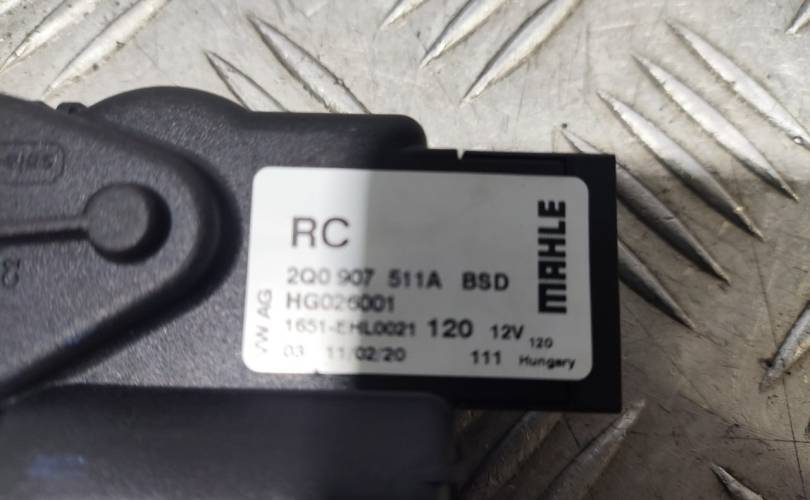 RC
MAHLE
2Q0 907 511A BSD
HG026001
VW AG
1651-EHL0021 120 12V 120
03 11/02/20 111 Hungary